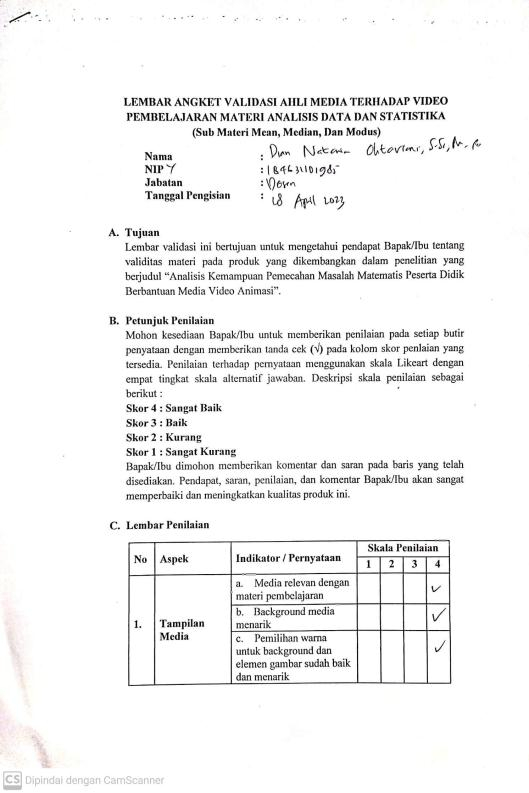 LEMBAR ANGKET VALIDASI AHLI MEDIA TERHADAP VIDEO
PEMBELAJARAN MATERI ANALISIS DATA DAN STATISTIKA
(Sub Materi Mean, Median, Dan Modus)
Nama : Dian Oktaviani, S.Si, M.
NIPY :
Jabatan : Dosen
Tanggal Pengisian : 18 April 2023
A. Tujuan
Lembar validasi ini bertujuan untuk mengetahui pendapat Bapak/Ibu tentang
validitas materi pada produk yang dikembangkan dalam penelitian yang
berjudul “Analisis Kemampuan Pemecahan Masalah Matematis Peserta Didik
Berbantuan Media Video Animasi”.
B. Petunjuk Penilaian
Mohon kesediaan Bapak/Ibu untuk memberikan penilaian pada setiap butir
penyataan dengan memberikan tanda cek (√) pada kolom skor penlaian yang
tersedia. Penilaian terhadap pernyataan menggunakan skala Likeart dengan
empat tingkat skala alternatif jawaban. Deskripsi skala penilaian sebagai
berikut :
Skor 4 : Sangat Baik
Skor 3 : Baik
Skor 2 : Kurang
Skor 1 : Sangat Kurang
Bapak/Ibu dimohon memberikan komentar dan saran pada baris yang telah
disediakan. Pendapat, saran, penilaian, dan komentar Bapak/Ibu akan sangat
memperbaiki dan meningkatkan kualitas produk ini.
C. Lembar Penilaian
No Aspek Indikator / Pernyataan Skala Penilaian
1 2 3 4
1. Tampilan
Media
a. Media relevan dengan
materi pembelajaran ✓
b. Background media
menarik ✓
c. Pemilihan warna
untuk background dan
elemen gambar sudah baik
dan menarik ✓
CS Dipindai dengan CamScanner